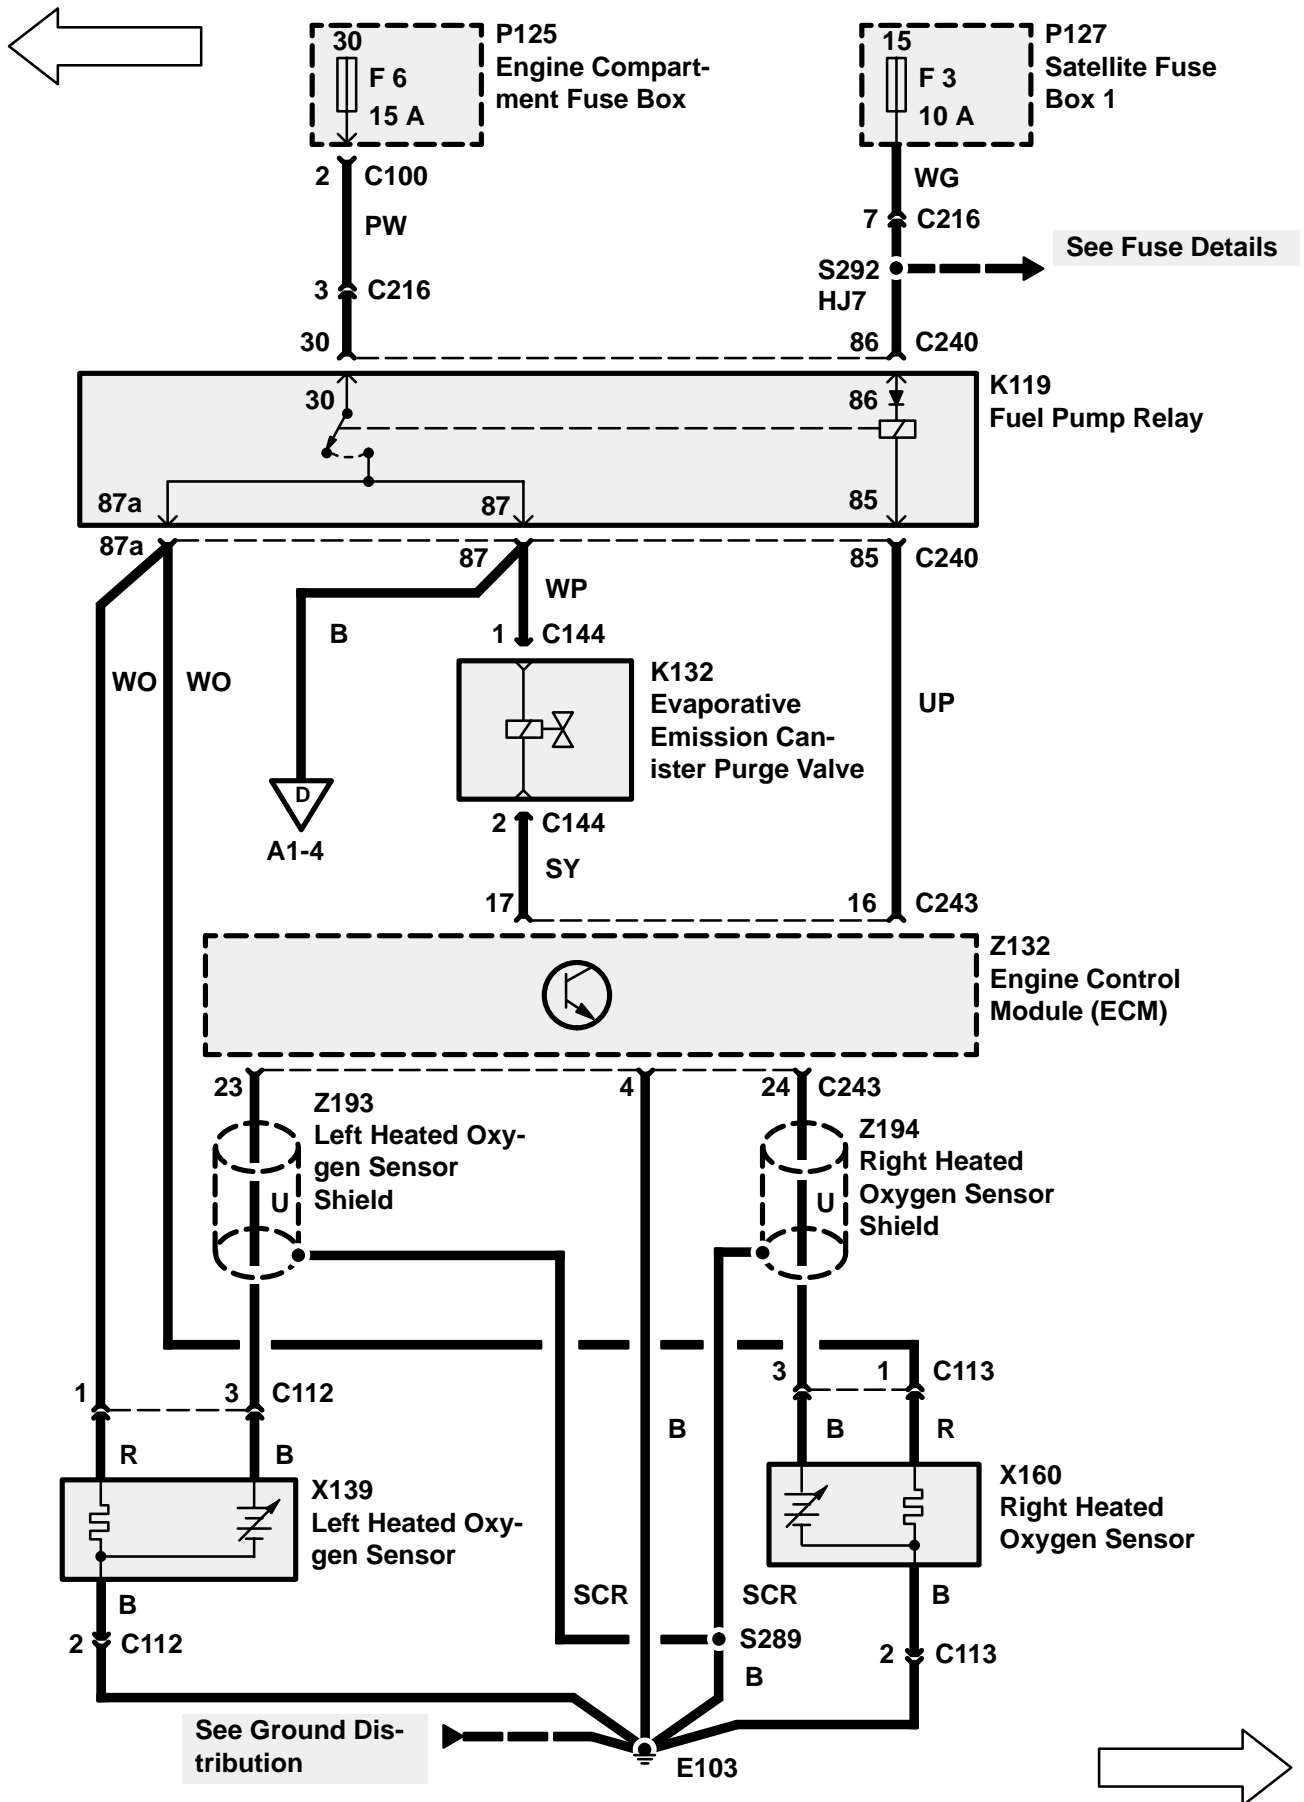 30
F 6
15 A
P125
Engine Compart-
ment Fuse Box
15
F 3
10 A
P127
Satellite Fuse
Box 1
2
C100
PW
WG
7
C216
See Fuse Details
S292
HJ7
3
C216
30
86
C240
K119
Fuel Pump Relay
30
86
87a
87
85
87a
87
85
C240
WP
B
1
C144
WO
WO
K132
Evaporative
Emission Can-
ister Purge Valve
UP
D
A1-4
2
C144
SY
17
16
C243
Z132
Engine Control
Module (ECM)
23
4
24
C243
Z193
Left Heated Oxy-
gen Sensor
Shield
U
Z194
Right Heated
Oxygen Sensor
Shield
U
1
3
C112
3
1
C113
R
B
B
B
R
X139
Left Heated Oxy-
gen Sensor
X160
Right Heated
Oxygen Sensor
B
SCR
SCR
B
2
C112
S289
2
C113
B
See Ground Dis-
tribution
E103